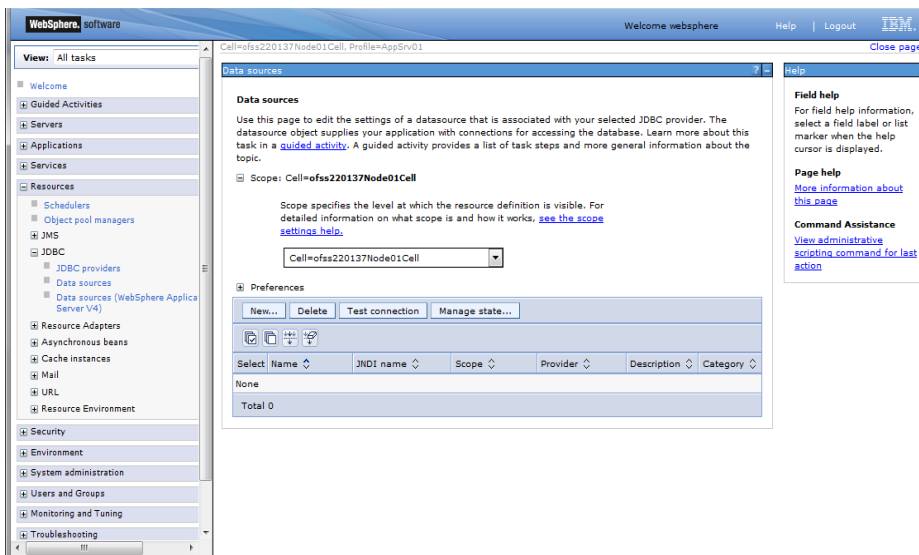 WebSphere. software
Welcome websphere
Help | Logout
IBM.
View: All tasks
Cell=ofss220137Node01Cell, Profile=AppSrv01
Close page
Welcome
Guided Activities
Servers
Applications
Services
Resources
Schedulers
Object pool managers
JMS
JDBC
JDBC providers
Data sources
Data sources (WebSphere Applica
Server V4)
Resource Adapters
Asynchronous beans
Cache instances
Mail
URL
Resource Environment
Security
Environment
System administration
Users and Groups
Monitoring and Tuning
Troubleshooting
Data sources
? –
Data sources
Use this page to edit the settings of a datasource that is associated with your selected JDBC provider. The
datasource object supplies your application with connections for accessing the database. Learn more about this
task in a guided activity. A guided activity provides a list of task steps and more general information about the
topic.
Scope: Cell=ofss220137Node01Cell
Scope specifies the level at which the resource definition is visible. For
detailed information on what scope is and how it works, see the scope
settings help.
Cell=ofss220137Node01Cell
Preferences
New... Delete Test connection Manage state...
Select Name JNDI name Scope Provider Description Category
None
Total 0
Help
Field help
For field help information,
select a field label or list
marker when the help
cursor is displayed.
Page help
More information about
this page
Command Assistance
View administrative
scripting command for last
action